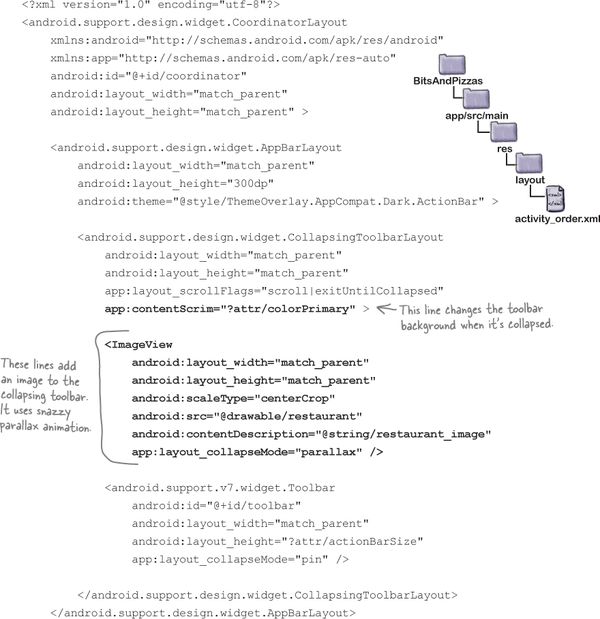 <?xml version="1.0" encoding="utf-8"?>
<android.support.design.widget.CoordinatorLayout
xmlns:android="http://schemas.android.com/apk/res/android"
xmlns:app="http://schemas.android.com/apk/res-auto"
android:id="@+id/coordinator"
android:layout_width="match_parent"
android:layout_height="match_parent" >
BitsAndPizzas
app/src/main
res
layout
<xml>
</xml>
activity_order.xml
<android.support.design.widget.AppBarLayout
android:layout_width="match_parent"
android:layout_height="300dp"
android:theme="@style/ThemeOverlay.AppCompat.Dark.ActionBar" >
<android.support.design.widget.CollapsingToolbarLayout
android:layout_width="match_parent"
android:layout_height="match_parent"
app:layout_scrollFlags="scroll|exitUntilCollapsed"
app:contentScrim="?attr/colorPrimary" >
This line changes the toolbar
background when it's collapsed.
These lines add
an image to the
collapsing toolbar.
It uses snazzy
parallax animation.
<ImageView
android:layout_width="match_parent"
android:layout_height="match_parent"
android:scaleType="centerCrop"
android:src="@drawable/restaurant"
android:contentDescription="@string/restaurant_image"
app:layout_collapseMode="parallax" />
<android.support.v7.widget.Toolbar
android:id="@+id/toolbar"
android:layout_width="match_parent"
android:layout_height="?attr/actionBarSize"
app:layout_collapseMode="pin" />
</android.support.design.widget.CollapsingToolbarLayout>
</android.support.design.widget.AppBarLayout>